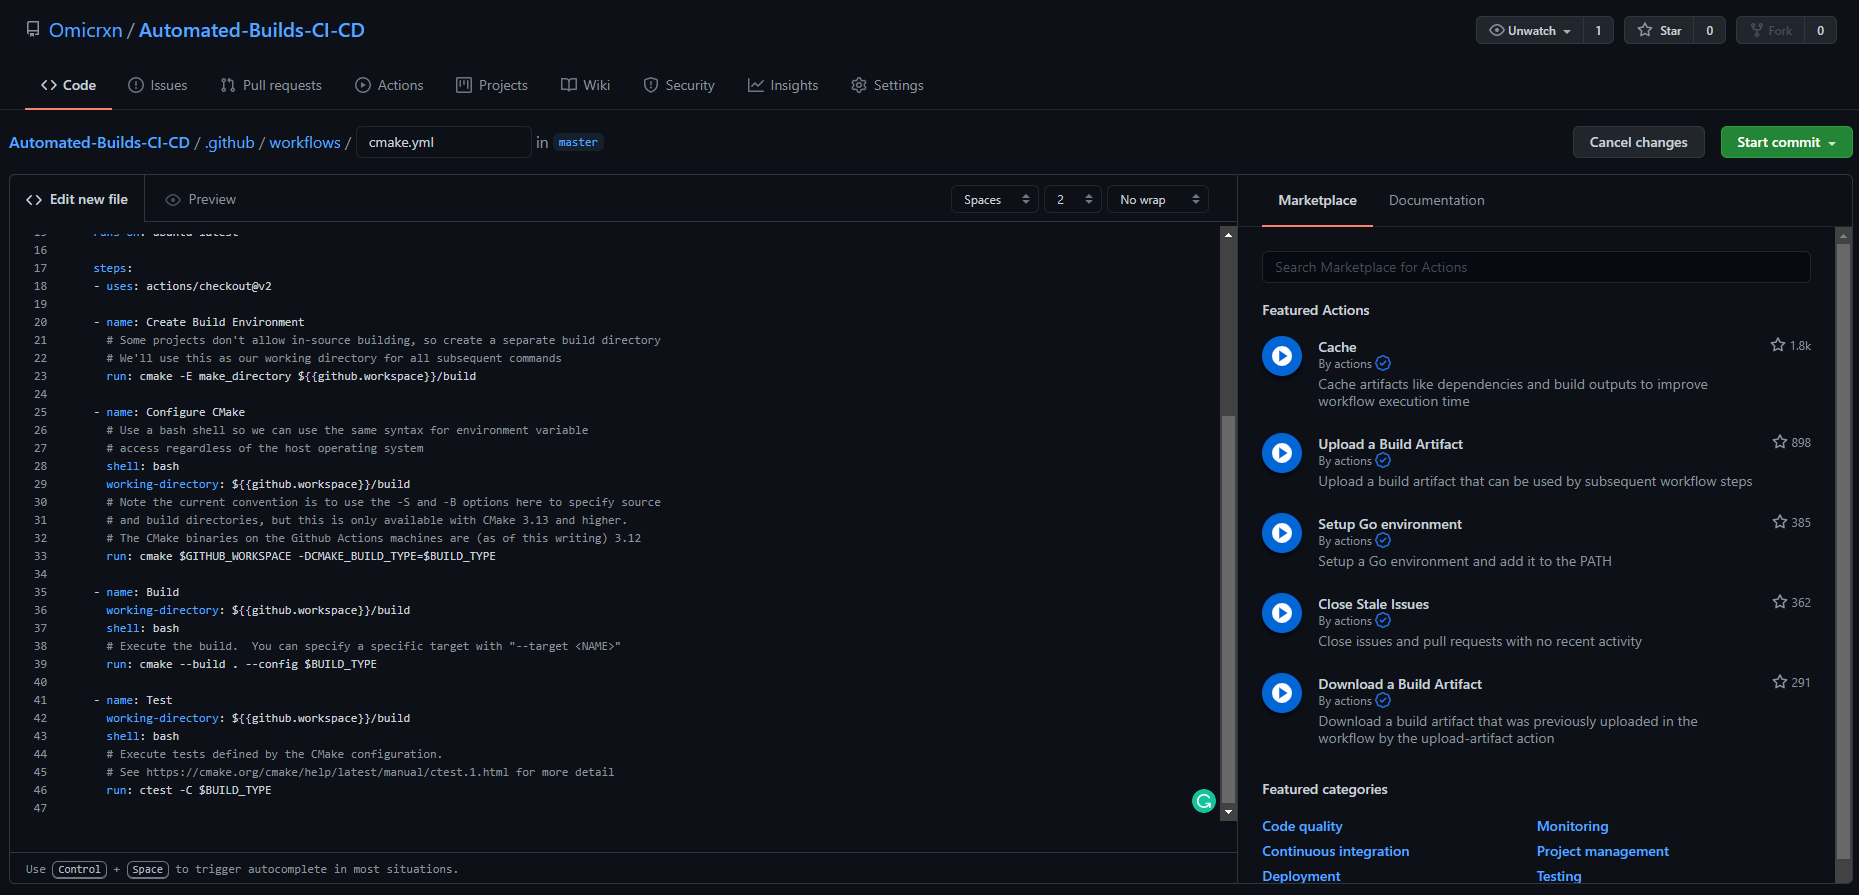 Omicrxn / Automated-Builds-CI-CD
Unwatch 1 Star 0 Fork 0
Code Issues Pull requests Actions Projects Wiki Security Insights Settings
Automated-Builds-CI-CD / .github / workflows / cmake.yml in master
Cancel changes Start commit
Edit new file Preview
Spaces 2 No wrap
15 runs-on: ubuntu-latest
16
17 steps:
18 - uses: actions/checkout@v2
19
20 - name: Create Build Environment
21 # Some projects don't allow in-source building, so create a separate build directory
22 # We'll use this as our working directory for all subsequent commands
23 run: cmake -E make_directory ${{github.workspace}}/build
24
25 - name: Configure CMake
26 # Use a bash shell so we can use the same syntax for environment variable
27 # access regardless of the host operating system
28 shell: bash
29 working-directory: ${{github.workspace}}/build
30 # Note the current convention is to use the -S and -B options here to specify source
31 # and build directories, but this is only available with CMake 3.13 and higher.
32 # The CMake binaries on the Github Actions machines are (as of this writing) 3.12
33 run: cmake $GITHUB_WORKSPACE -DCMAKE_BUILD_TYPE=$BUILD_TYPE
34
35 - name: Build
36 working-directory: ${{github.workspace}}/build
37 shell: bash
38 # Execute the build.  You can specify a specific target with "--target <NAME>"
39 run: cmake --build . --config $BUILD_TYPE
40
41 - name: Test
42 working-directory: ${{github.workspace}}/build
43 shell: bash
44 # Execute tests defined by the CMake configuration.
45 # See https://cmake.org/cmake/help/latest/manual/ctest.1.html for more detail
46 run: ctest -C $BUILD_TYPE
47
Use Control + Space to trigger autocomplete in most situations.
Marketplace Documentation
Search Marketplace for Actions
Featured Actions
Cache 1.8k
By actions
Cache artifacts like dependencies and build outputs to improve
workflow execution time
Upload a Build Artifact 898
By actions
Upload a build artifact that can be used by subsequent workflow steps
Setup Go environment 385
By actions
Setup a Go environment and add it to the PATH
Close Stale Issues 362
By actions
Close issues and pull requests with no recent activity
Download a Build Artifact 291
By actions
Download a build artifact that was previously uploaded in the
workflow by the upload-artifact action
Featured categories
Code quality Monitoring
Continuous integration Project management
Deployment Testing